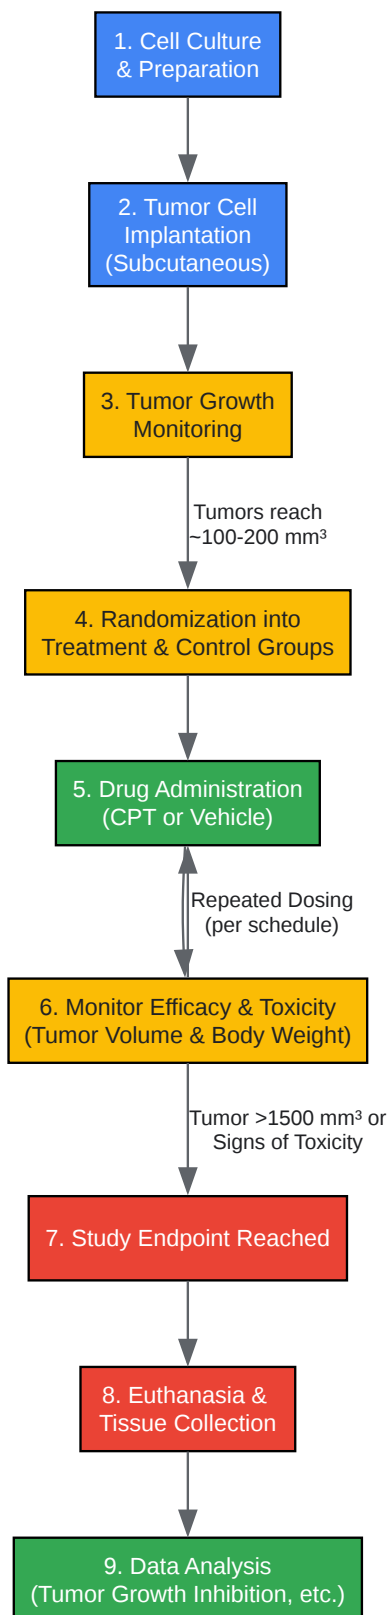 1. Cell Culture
& Preparation
2. Tumor Cell
Implantation
(Subcutaneous)
3. Tumor Growth
Monitoring
Tumors reach
~100-200 mm³
4. Randomization into
Treatment & Control Groups
5. Drug Administration
(CPT or Vehicle)
Repeated Dosing
(per schedule)
6. Monitor Efficacy & Toxicity
(Tumor Volume & Body Weight)
Tumor >1500 mm³ or
Signs of Toxicity
7. Study Endpoint Reached
8. Euthanasia &
Tissue Collection
9. Data Analysis
(Tumor Growth Inhibition, etc.)